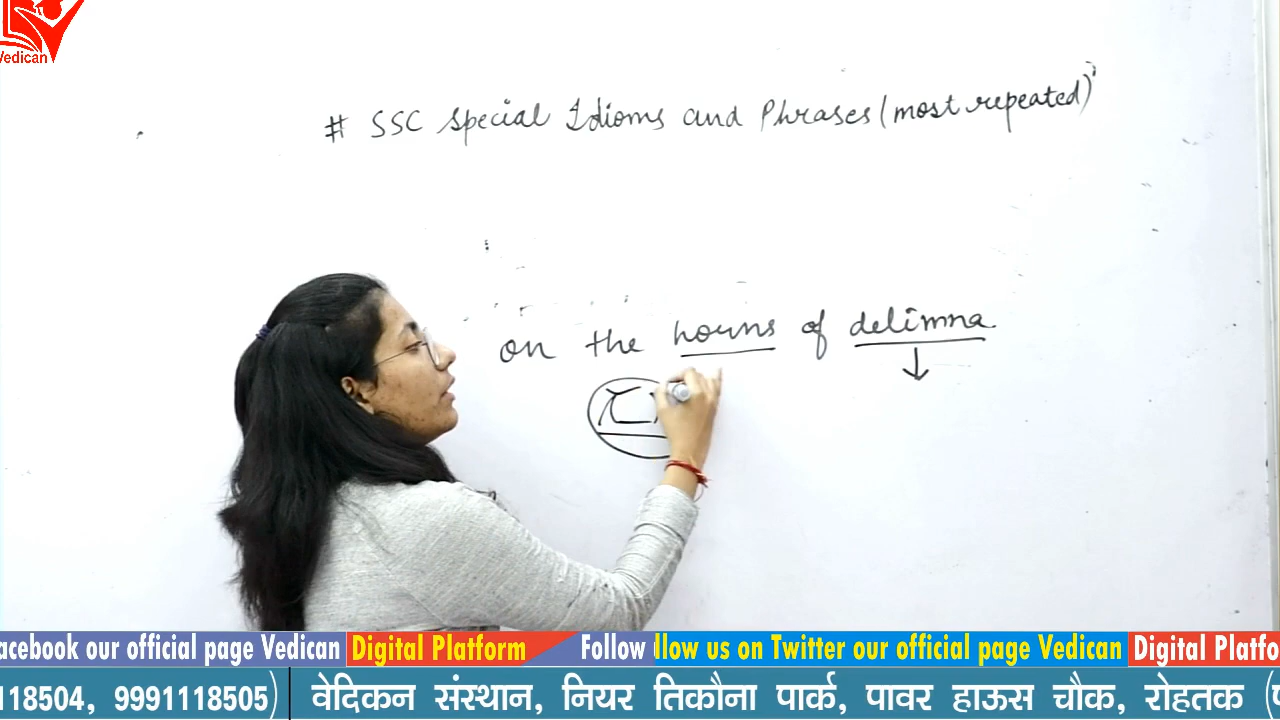 Vedican
# SSC special Idioms and Phrases (most repeated)
on the horns of delimna
acebook our official page Vedican Digital Platform Follow llow us on Twitter our official page Vedican Digital Platfo
118504, 9991118505) वेदिकन संस्थान, नियर तिकौना पार्क, पावर हाऊस चौक, रोहतक